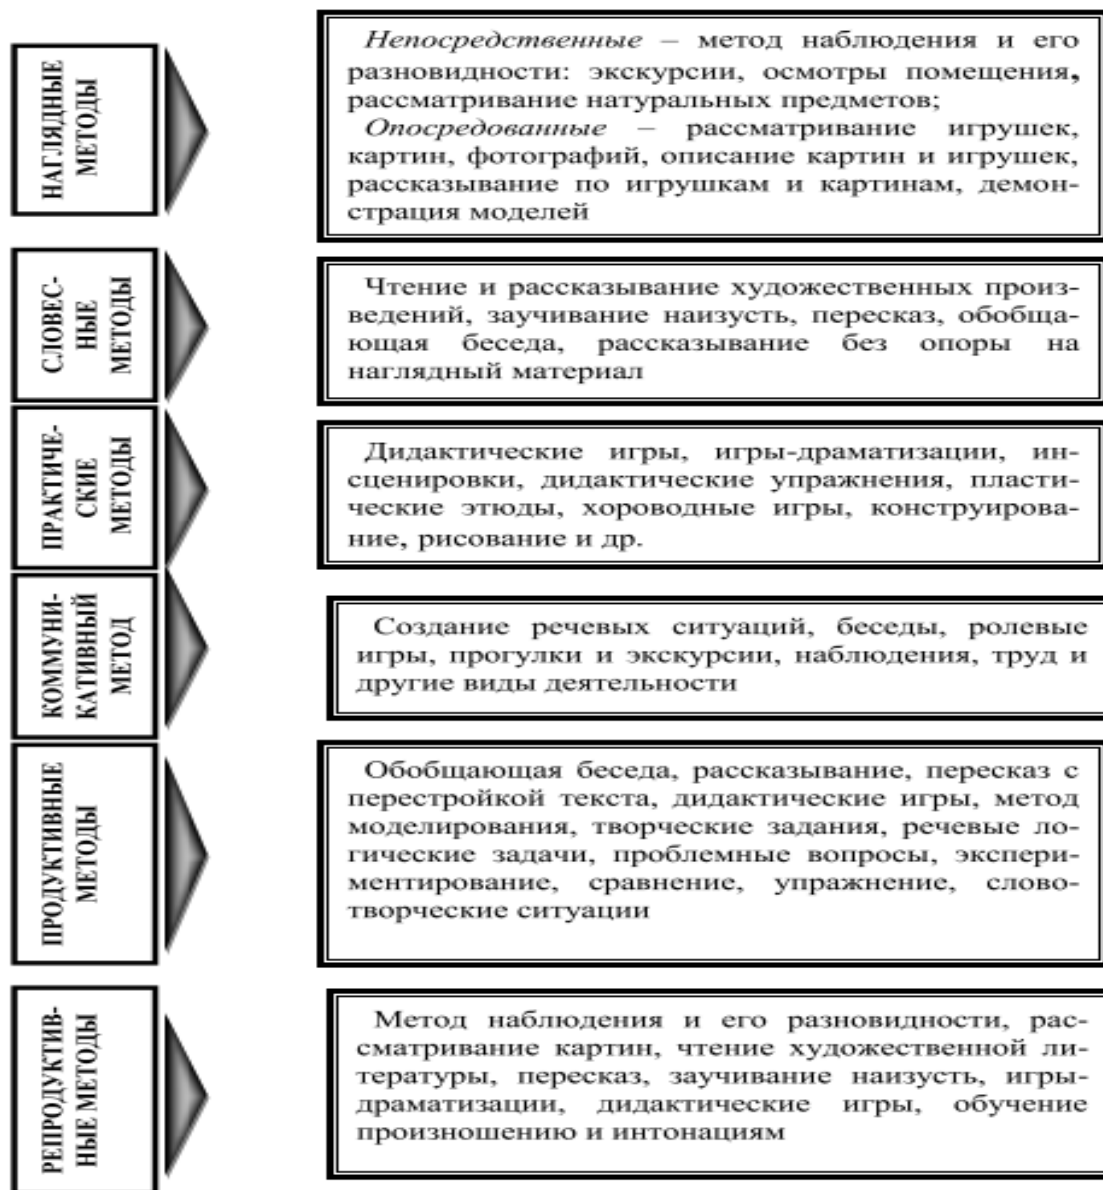 НАГЛЯДНЫЕ
МЕТОДЫ
Непосредственные – метод наблюдения и его
разновидности: экскурсии, осмотры помещения,
рассматривание натуральных предметов;
Опосредованные – рассматривание игрушек,
картин, фотографий, описание картин и игрушек,
рассказывание по игрушкам и картинам, демон-
страция моделей
СЛОВЕС-
НЫЕ
МЕТОДЫ
Чтение и рассказывание художественных произ-
ведений, заучивание наизусть, пересказ, обобща-
ющая беседа, рассказывание без опоры на
наглядный материал
ПРАКТИЧЕ-
СКИЕ
МЕТОДЫ
Дидактические игры, игры-драматизации, ин-
сценировки, дидактические упражнения, пласти-
ческие этюды, хороводные игры, конструирова-
ние, рисование и др.
КОММУНИ-
КАТИВНЫЙ
МЕТОД
Создание речевых ситуаций, беседы, ролевые
игры, прогулки и экскурсии, наблюдения, труд и
другие виды деятельности
ПРОДУКТИВНЫЕ
МЕТОДЫ
Обобщающая беседа, рассказывание, пересказ с
перестройкой текста, дидактические игры, метод
моделирования, творческие задания, речевые ло-
гические задачи, проблемные вопросы, экспери-
ментирование, сравнение, упражнение, слово-
творческие ситуации
РЕПРОДУКТИВ-
НЫЕ МЕТОДЫ
Метод наблюдения и его разновидности, рас-
сматривание картин, чтение художественной ли-
тературы, пересказ, заучивание наизусть, игры-
драматизации, дидактические игры, обучение
произношению и интонациям